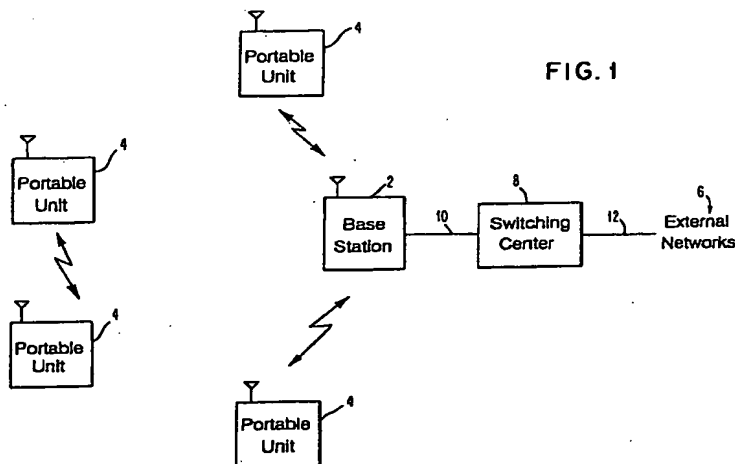 4
Portable
Unit
FIG. 1
4
Portable
Unit
2
Base
Station
10
8
Switching
Center
12
6
External
Networks
4
Portable
Unit
4
Portable
Unit